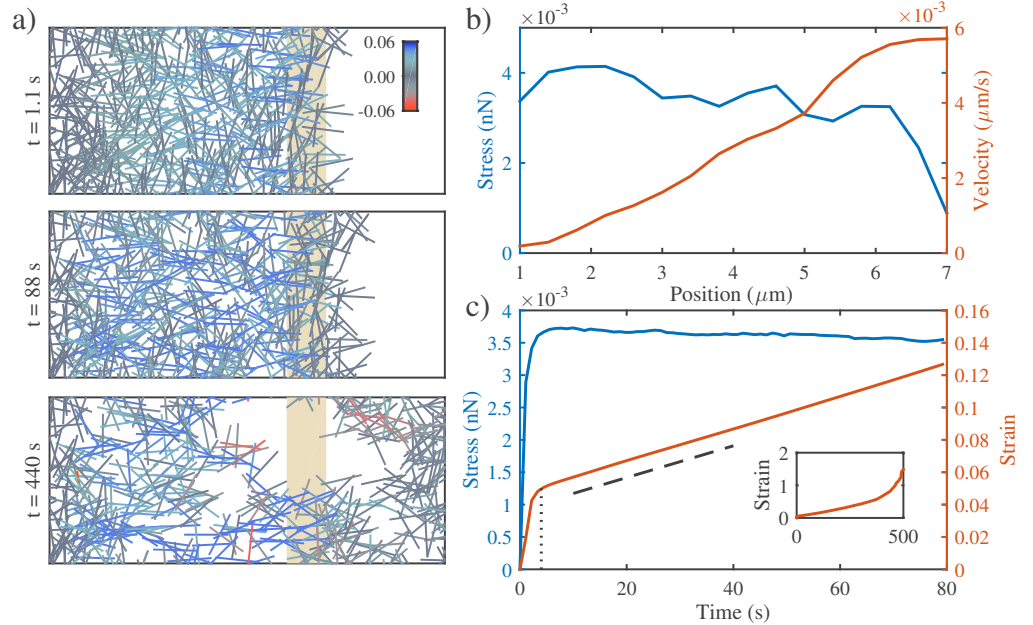 a)
t = 1.1 s
0.06
0.00
-0.06
t = 88 s
t = 440 s
b)
×10⁻³
×10⁻³
Stress (nN)
4
2
0
Velocity (μm/s)
6
4
2
0
1 2 3 4 5 6 7
Position (μm)
c)
×10⁻³
Stress (nN)
4
3.5
3
2.5
2
1.5
1
0.5
0
Strain
0.16
0.14
0.12
0.1
0.08
0.06
0.04
0.02
0
Strain
2
1
0
0 500
0 20 40 60 80
Time (s)